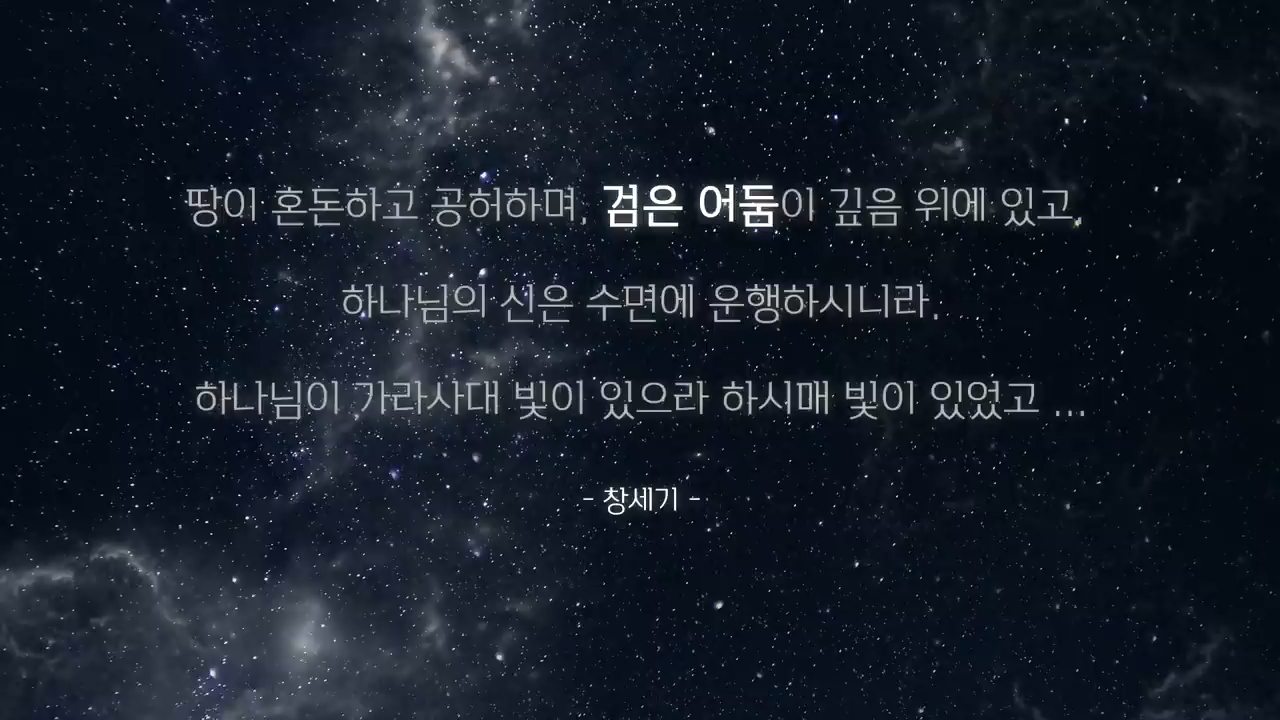 땅이 혼돈하고 공허하며, 검은 어둠이 깊음 위에 있고,
하나님의 신은 수면에 운행하시니라.
하나님이 가라사대 빛이 있으라 하시매 빛이 있었고 ...
- 창세기 -